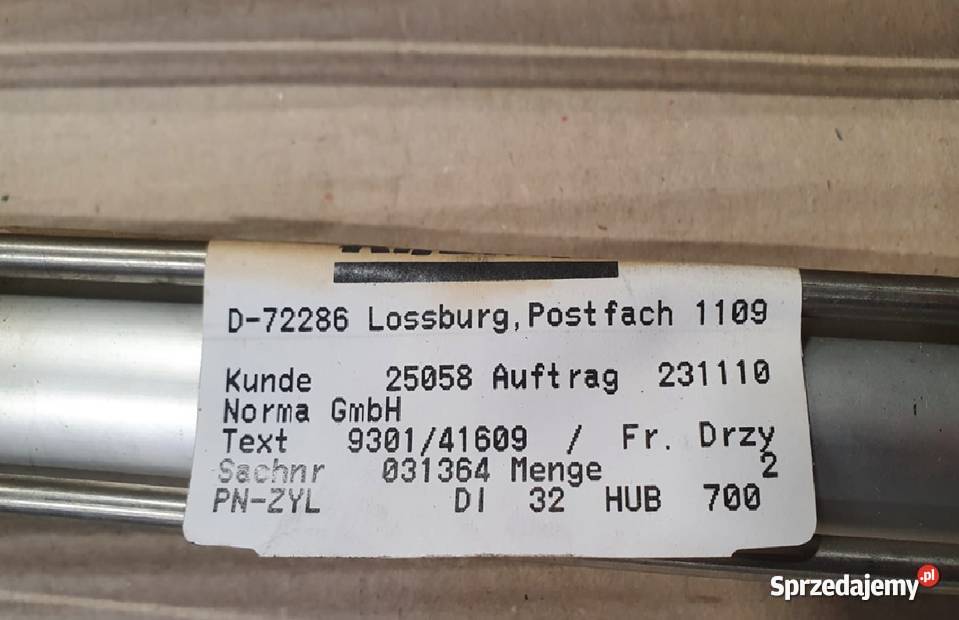 D-72286 Lossburg,Postfach 1109
Kunde 25058 Auftrag 231110
Norma GmbH
Text 9301/41609 / Fr. Drzy
Sachnr 031364 Menge 2
PN-ZYL DI 32 HUB 700
Sprzedajemy.pl